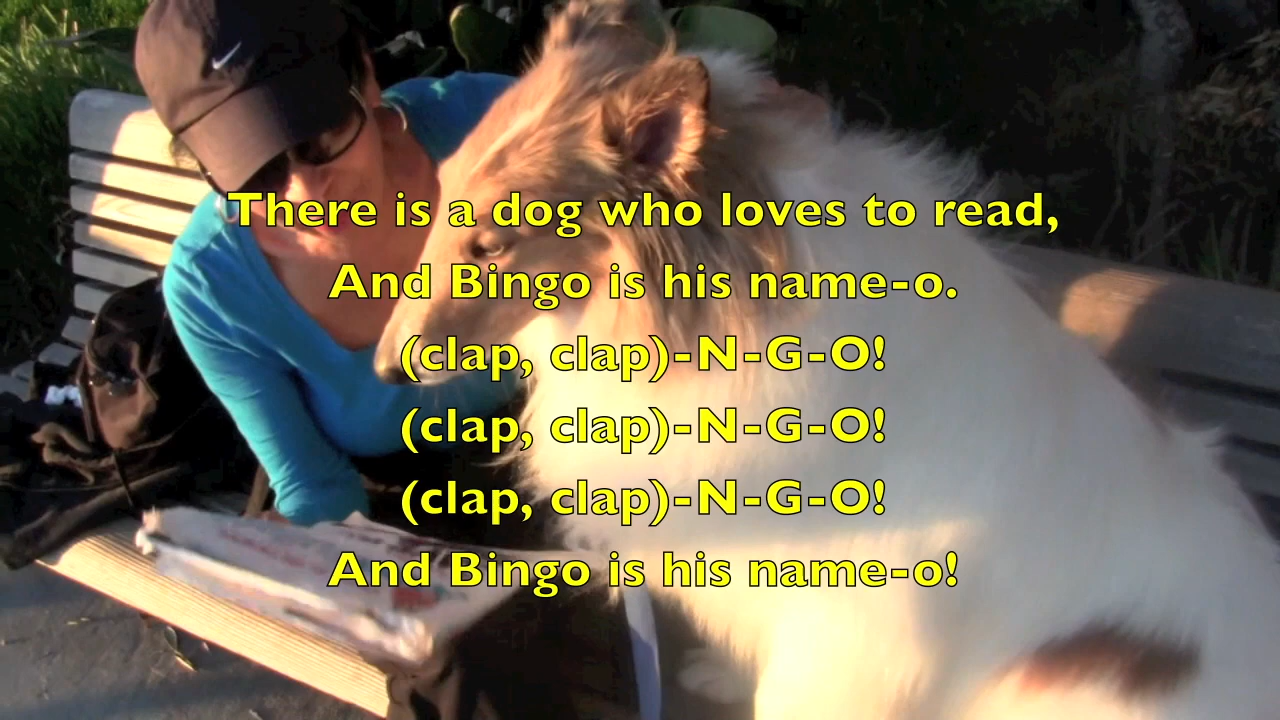 There is a dog who loves to read,
And Bingo is his name-o.
(clap, clap)-N-G-O!
(clap, clap)-N-G-O!
(clap, clap)-N-G-O!
And Bingo is his name-o!